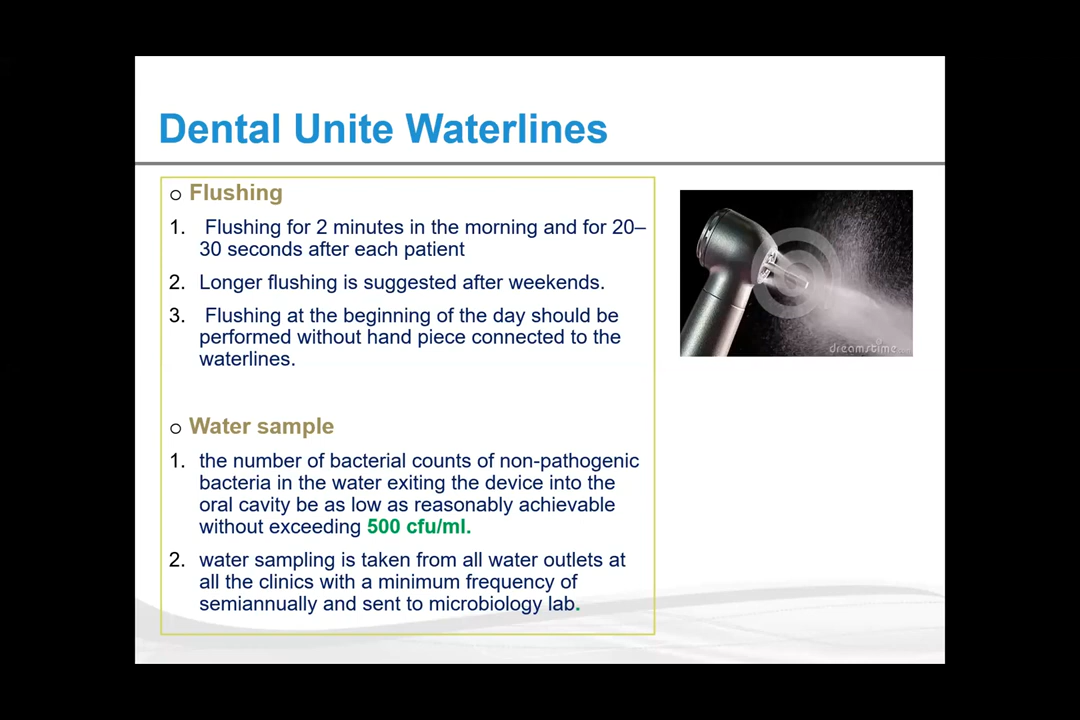 Dental Unite Waterlines
o Flushing
1. Flushing for 2 minutes in the morning and for 20–
30 seconds after each patient
2. Longer flushing is suggested after weekends.
3. Flushing at the beginning of the day should be
performed without hand piece connected to the
waterlines.
o Water sample
1. the number of bacterial counts of non-pathogenic
bacteria in the water exiting the device into the
oral cavity be as low as reasonably achievable
without exceeding 500 cfu/ml.
2. water sampling is taken from all water outlets at
all the clinics with a minimum frequency of
semiannually and sent to microbiology lab.
dreamstime